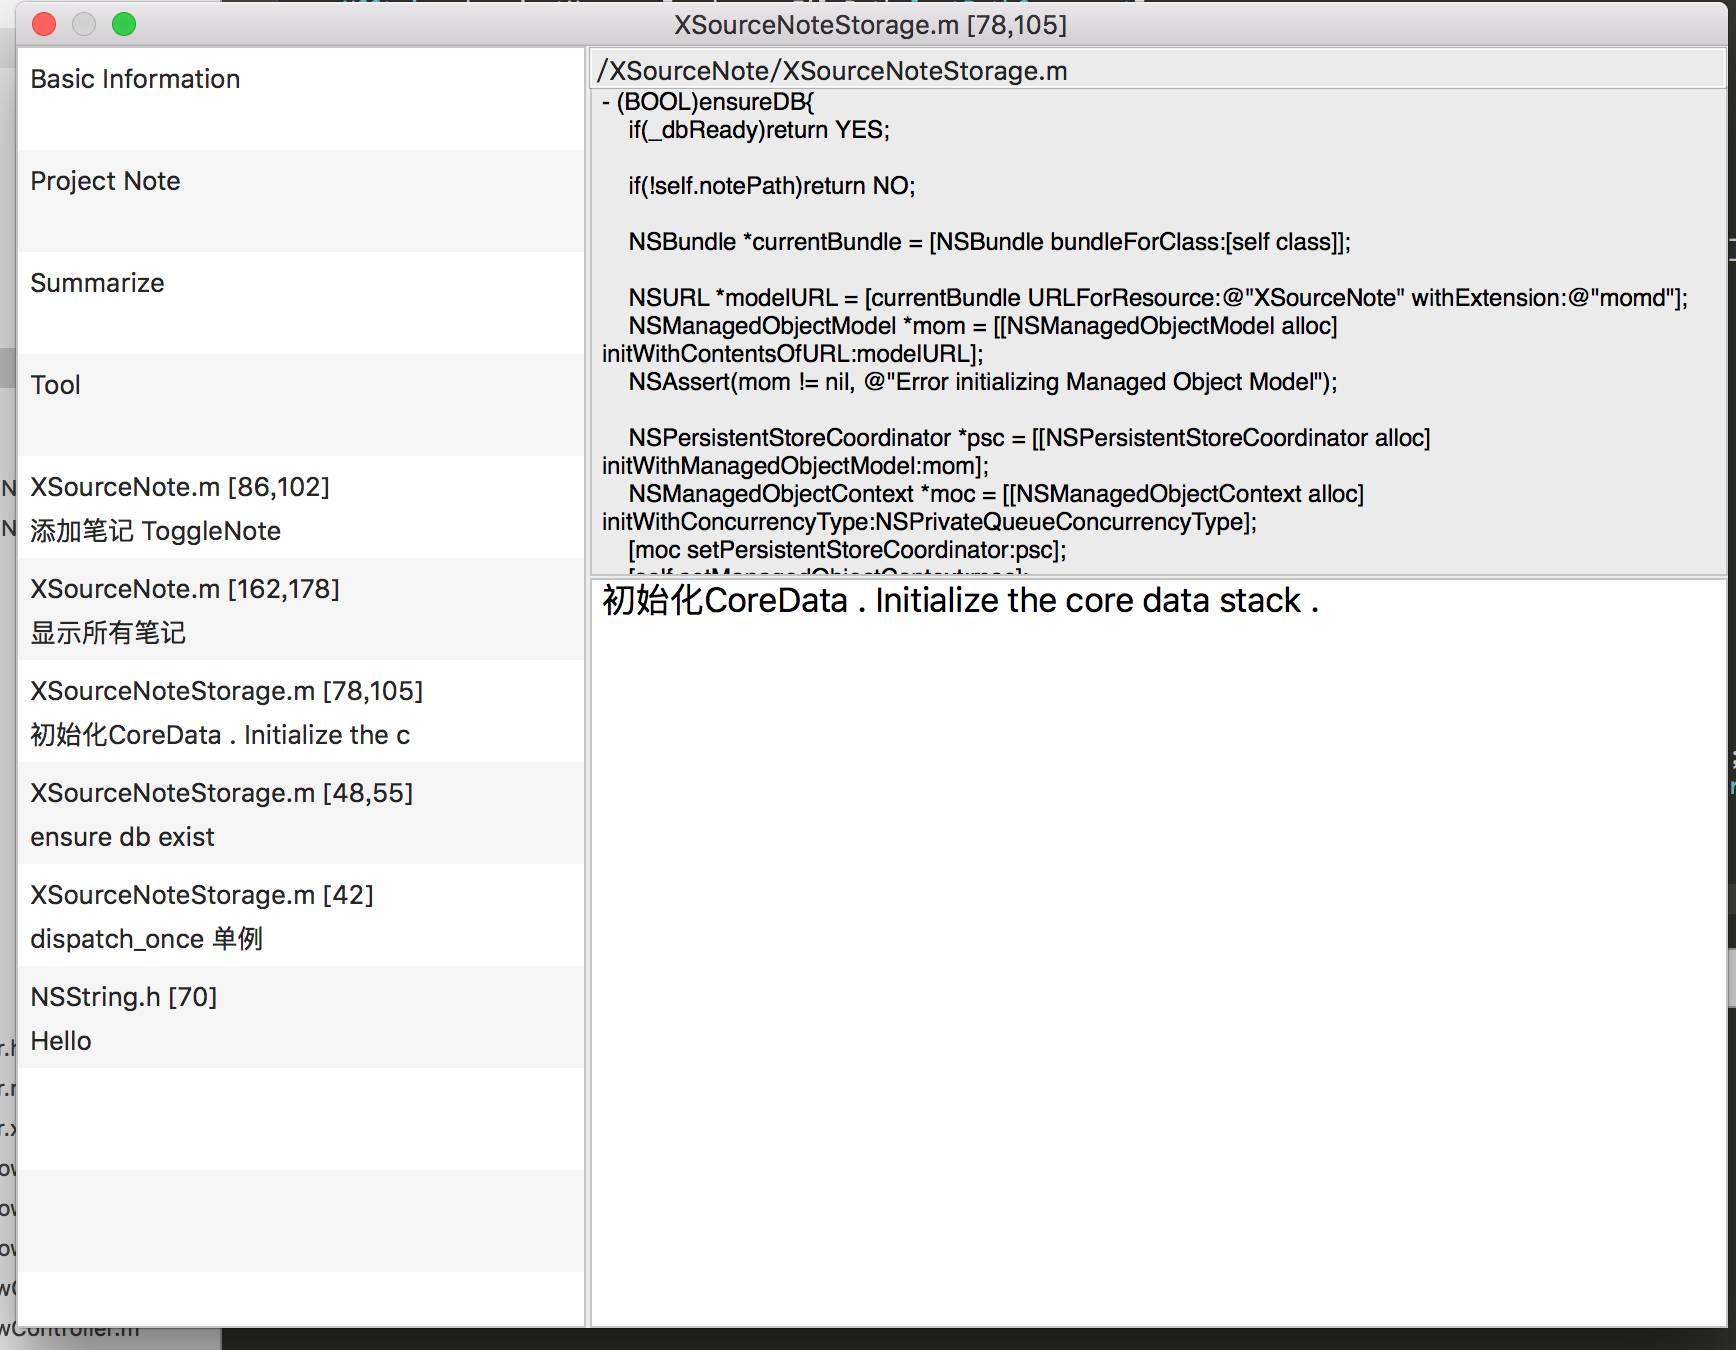 XSourceNoteStorage.m [78,105]
Basic Information
Project Note
Summarize
Tool
XSourceNote.m [86,102]
添加笔记 ToggleNote
XSourceNote.m [162,178]
显示所有笔记
XSourceNoteStorage.m [78,105]
初始化CoreData . Initialize the c
XSourceNoteStorage.m [48,55]
ensure db exist
XSourceNoteStorage.m [42]
dispatch_once 单例
NSString.h [70]
Hello
/XSourceNote/XSourceNoteStorage.m
- (BOOL)ensureDB{
if(_dbReady)return YES;
if(!self.notePath)return NO;
NSBundle *currentBundle = [NSBundle bundleForClass:[self class]];
NSURL *modelURL = [currentBundle URLForResource:@"XSourceNote" withExtension:@"momd"];
NSManagedObjectModel *mom = [[NSManagedObjectModel alloc]
initWithContentsOfURL:modelURL];
NSAssert(mom != nil, @"Error initializing Managed Object Model");
NSPersistentStoreCoordinator *psc = [[NSPersistentStoreCoordinator alloc]
initWithManagedObjectModel:mom];
NSManagedObjectContext *moc = [[NSManagedObjectContext alloc]
initWithConcurrencyType:NSPrivateQueueConcurrencyType];
[moc setPersistentStoreCoordinator:psc];
[self setManagedObjectContext:moc];
初始化CoreData . Initialize the core data stack .